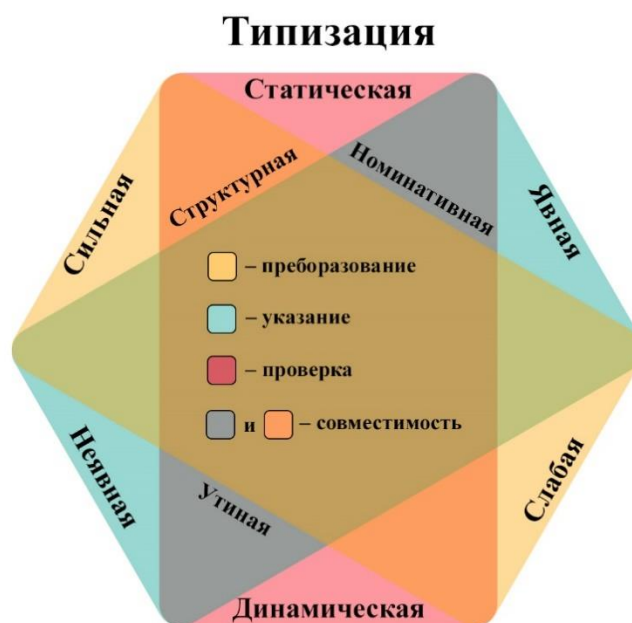 Типизация
Статическая
Структурная
Номинативная
Сильная
Явная
– преборазование
– указание
– проверка
и – совместимость
Неявная
Утиная
Слабая
Динамическая